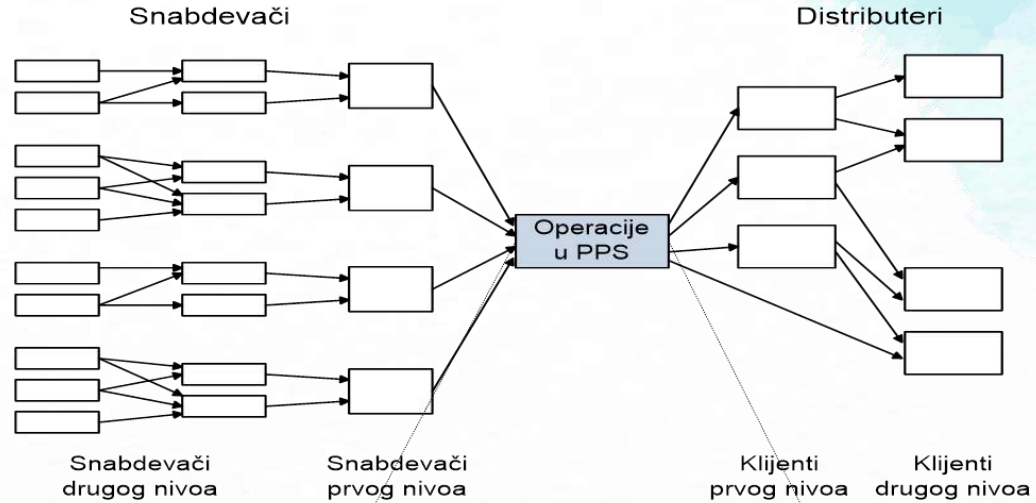 Snabdevači
Distributeri
Operacije
u PPS
Snabdevači
drugog nivoa
Snabdevači
prvog nivoa
Klijenti
prvog nivoa
Klijenti
drugog nivoa